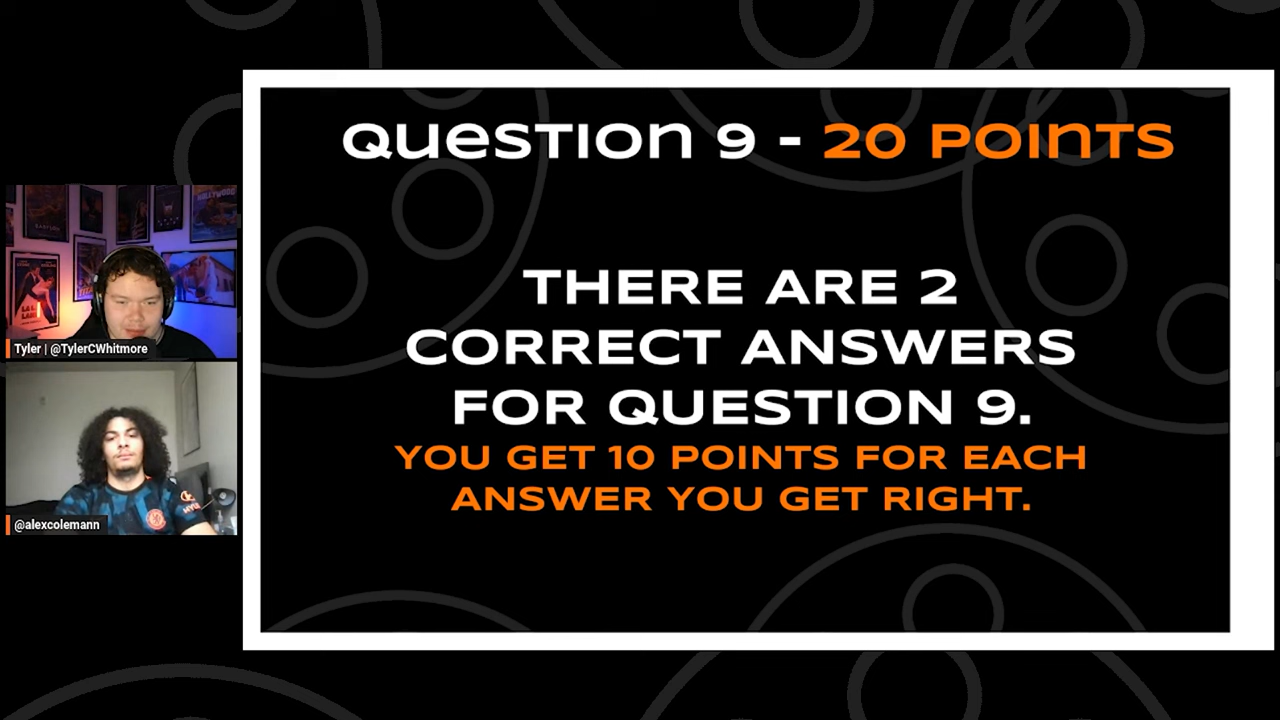 QUESTION 9 - 20 POINTS
THERE ARE 2
CORRECT ANSWERS
FOR QUESTION 9.
YOU GET 10 POINTS FOR EACH
ANSWER YOU GET RIGHT.
Tyler | @TylerCWhitmore
@alexcolemann